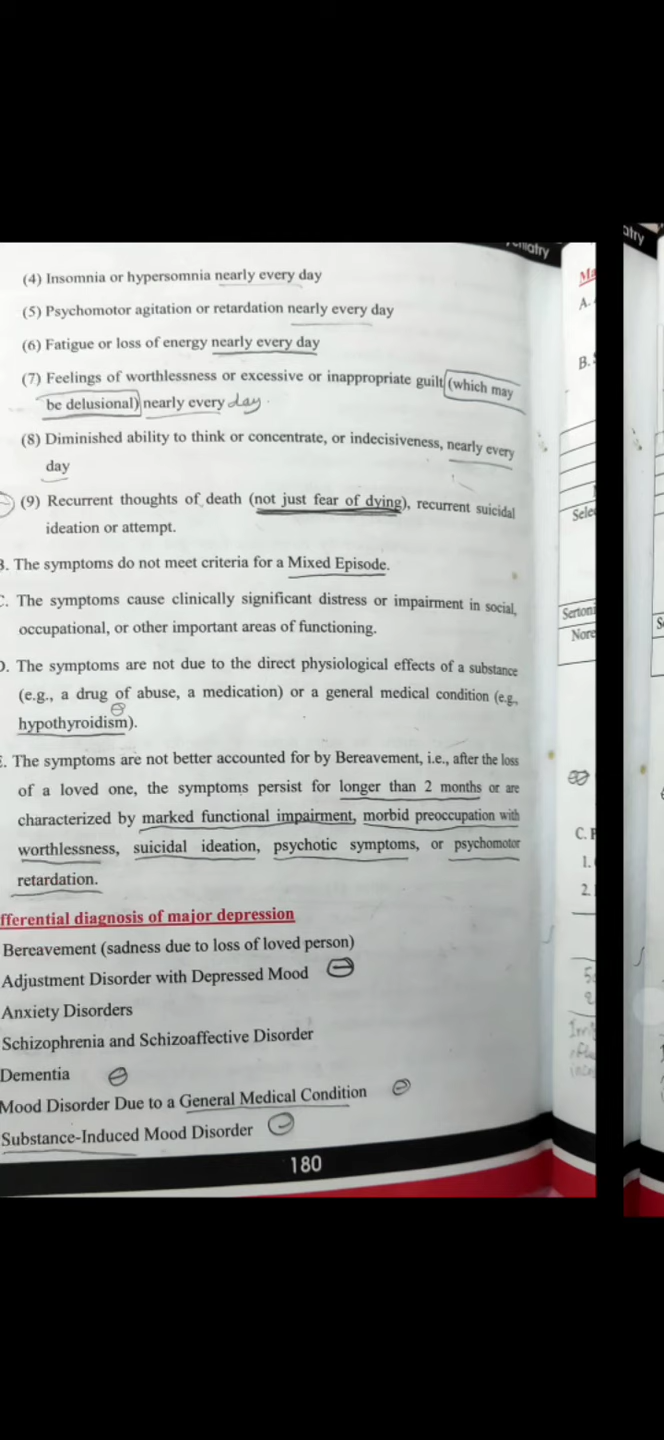 (4) Insomnia or hypersomnia nearly every day
(5) Psychomotor agitation or retardation nearly every day
(6) Fatigue or loss of energy nearly every day
(7) Feelings of worthlessness or excessive or inappropriate guilt (which may
be delusional) nearly every day.
(8) Diminished ability to think or concentrate, or indecisiveness, nearly every
day
(9) Recurrent thoughts of death (not just fear of dying), recurrent suicidal
ideation or attempt.
B. The symptoms do not meet criteria for a Mixed Episode.
C. The symptoms cause clinically significant distress or impairment in social,
occupational, or other important areas of functioning.
D. The symptoms are not due to the direct physiological effects of a substance
(e.g., a drug of abuse, a medication) or a general medical condition (e.g.,
hypothyroidism).
E. The symptoms are not better accounted for by Bereavement, i.e., after the loss
of a loved one, the symptoms persist for longer than 2 months or are
characterized by marked functional impairment, morbid preoccupation with
worthlessness, suicidal ideation, psychotic symptoms, or psychomotor
retardation.
fferential diagnosis of major depression
Bereavement (sadness due to loss of loved person)
Adjustment Disorder with Depressed Mood
Anxiety Disorders
Schizophrenia and Schizoaffective Disorder
Dementia
Mood Disorder Due to a General Medical Condition
Substance-Induced Mood Disorder
180
Ma
A.
B.
Selec
Sertoni
Nore
C. F
1.
2.
atry